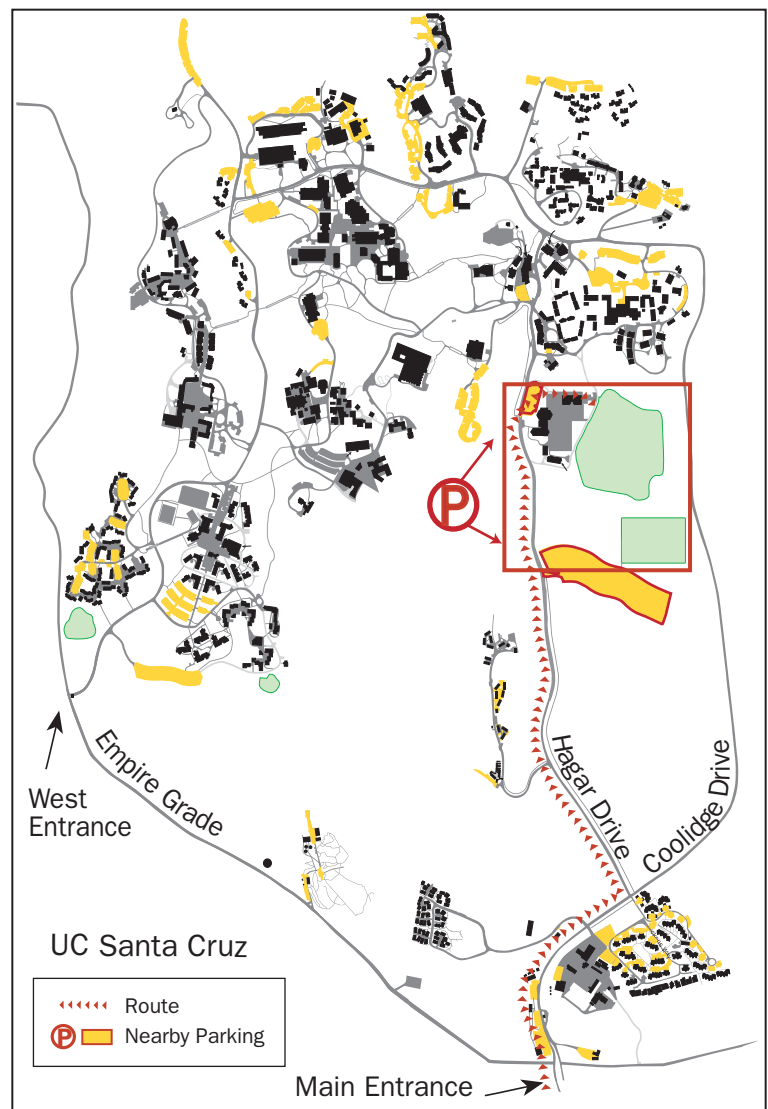 P
Hagar Drive
Coolidge Drive
Empire Grade
West
Entrance
UC Santa Cruz
Route
P Nearby Parking
Main Entrance